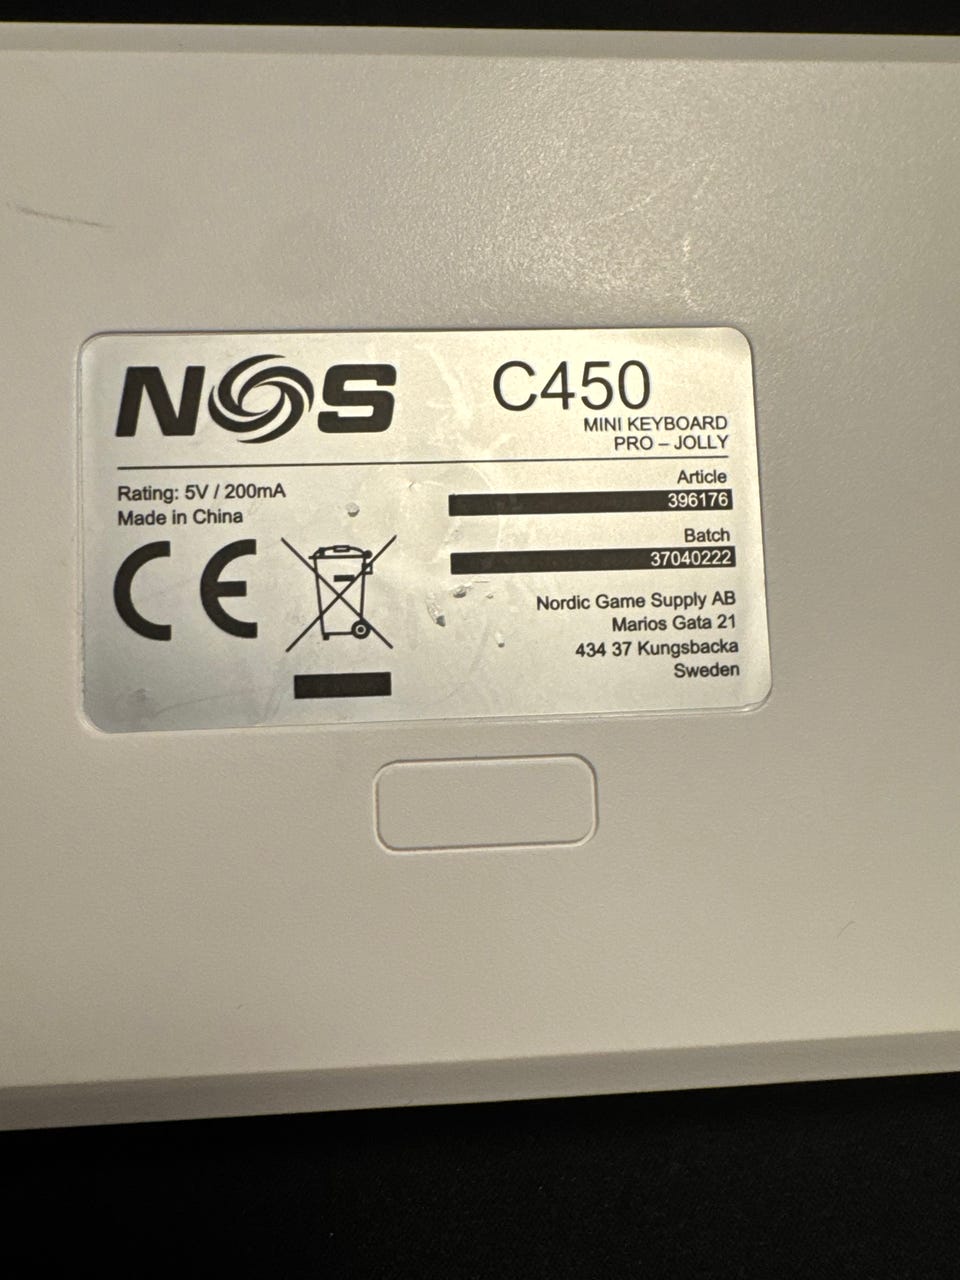 NOS
C450
MINI KEYBOARD
PRO – JOLLY
Rating: 5V / 200mA
Made in China
CE
Article
396176
Batch
37040222
Nordic Game Supply AB
Marios Gata 21
434 37 Kungsbacka
Sweden